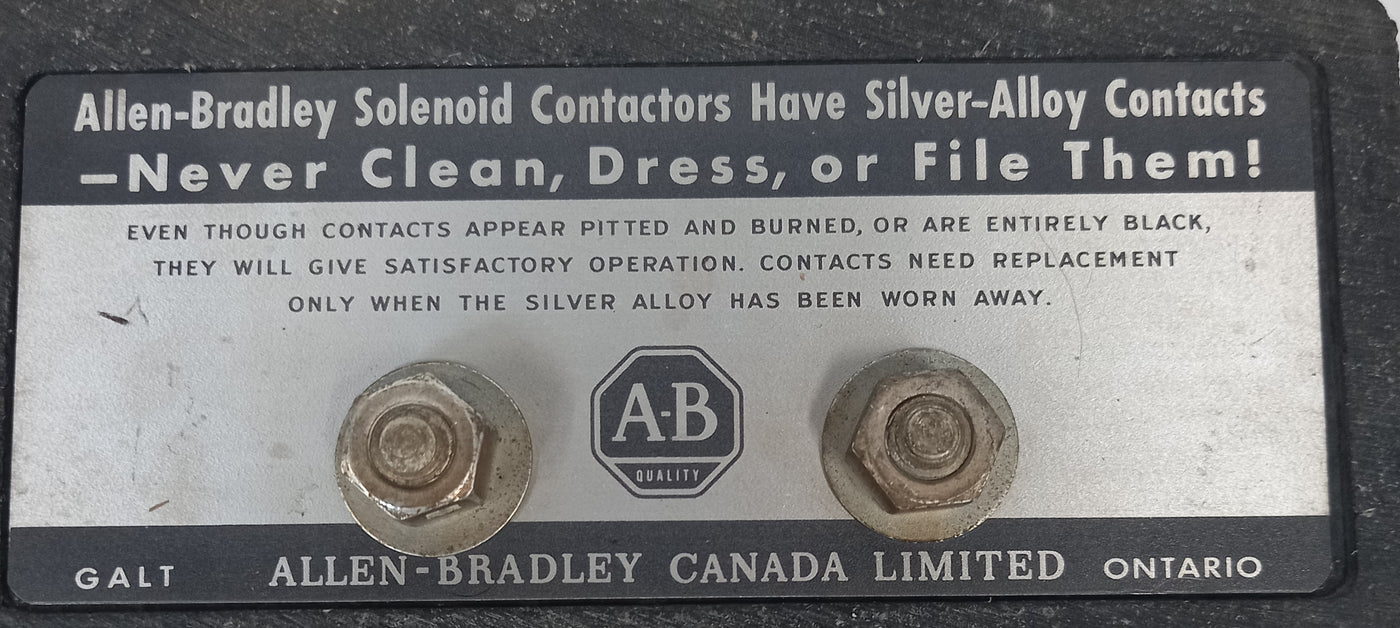 Allen-Bradley Solenoid Contactors Have Silver-Alloy Contacts
—Never Clean, Dress, or File Them!
EVEN THOUGH CONTACTS APPEAR PITTED AND BURNED, OR ARE ENTIRELY BLACK,
THEY WILL GIVE SATISFACTORY OPERATION. CONTACTS NEED REPLACEMENT
ONLY WHEN THE SILVER ALLOY HAS BEEN WORN AWAY.
A-B
QUALITY
GALT ALLEN-BRADLEY CANADA LIMITED ONTARIO